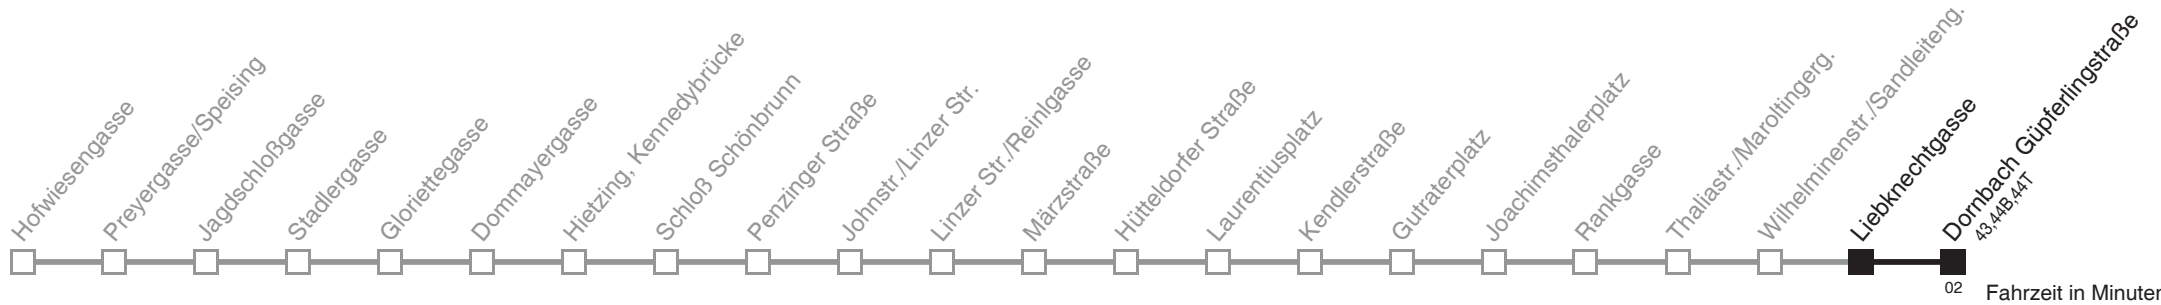 Hofwiesengasse
Preyergasse/Speising
Jagdschloßgasse
Stadlergasse
Gloriettegasse
Dommayergasse
Hietzing, Kennedybrücke
Schloß Schönbrunn
Penzinger Straße
Johnstr./Linzer Str.
Linzer Str./Reinlgasse
Märzstraße
Hütteldorfer Straße
Laurentiusplatz
Kendlerstraße
Gutraterplatz
Joachimsthalerplatz
Rankgasse
Thaliastr./Maroltingerg.
Wilhelminenstr./Sandleiteng.
Liebknechtgasse
Dornbach Güpferlingstraße
43,44B,44T
02
Fahrzeit in Minuten